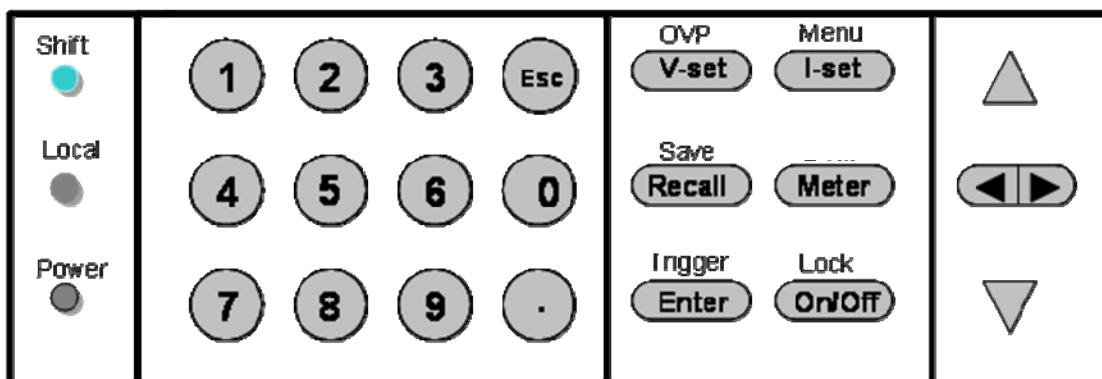 Shift
Local
Power
1 2 3 Esc
4 5 6 0
7 8 9 .
OVP Menu
V-set I-set
Save
Recall Meter
Trigger Lock
Enter On/Off